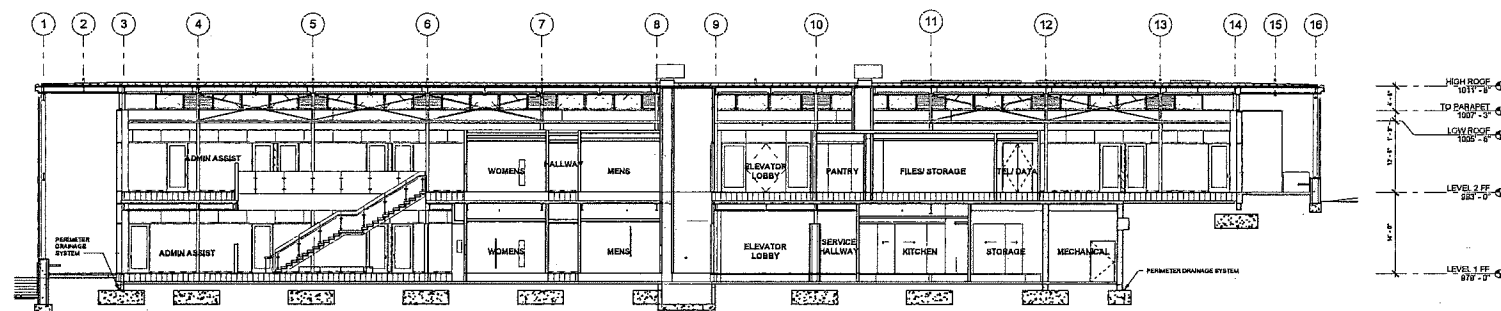 1 2 3 4 5 6 7 8 9 10 11 12 13 14 15 16
HIGH ROOF
1011' - 8"
TO PARAPET
1007' - 3"
LOW ROOF
1005' - 6"
LEVEL 2 FF
993' - 0"
LEVEL 1 FF
979' - 0"
14' - 0"
ADMIN ASSIST
WOMENS
HALLWAY
MENS
ELEVATOR
LOBBY
PANTRY
FILES/ STORAGE
TEL/ DATA
PERIMETER
DRAINAGE
SYSTEM
ADMIN ASSIST
WOMENS
MENS
ELEVATOR
LOBBY
SERVICE
HALLWAY
KITCHEN
STORAGE
MECHANICAL
PERIMETER DRAINAGE SYSTEM